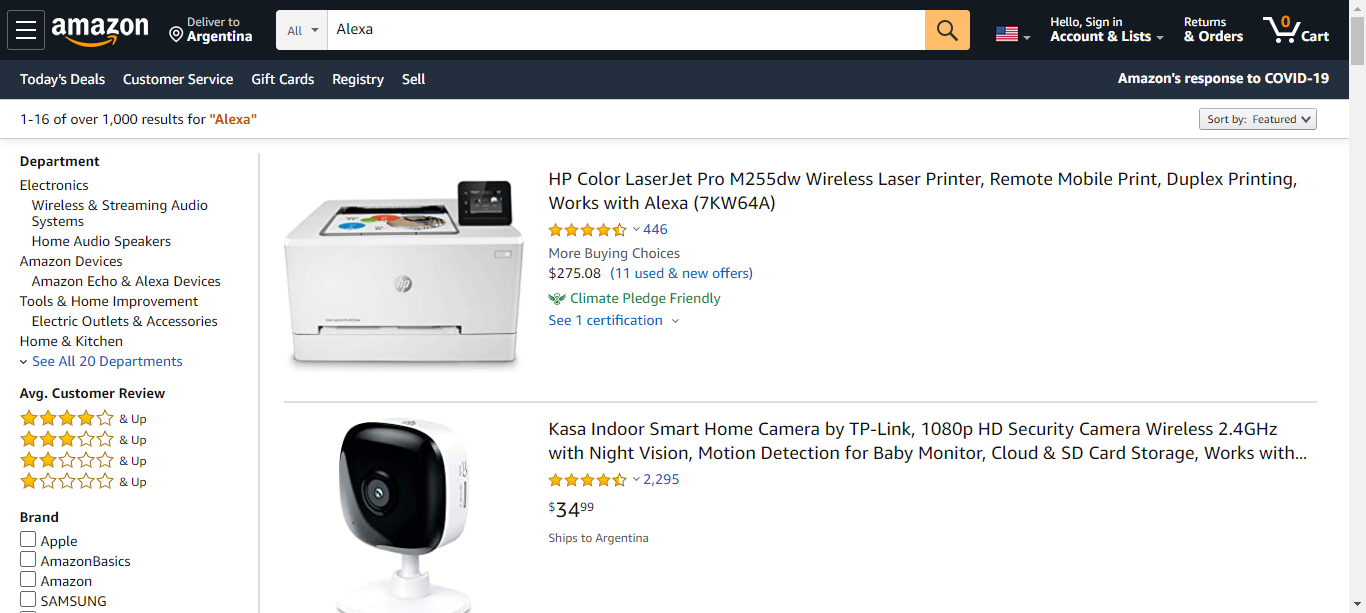 amazon
Deliver to
Argentina
All
Alexa
Hello, Sign in
Account & Lists
Returns
& Orders
0
Cart
Today's Deals
Customer Service
Gift Cards
Registry
Sell
Amazon's response to COVID-19
1-16 of over 1,000 results for "Alexa"
Sort by: Featured
Department
Electronics
Wireless & Streaming Audio
Systems
Home Audio Speakers
Amazon Devices
Amazon Echo & Alexa Devices
Tools & Home Improvement
Electric Outlets & Accessories
Home & Kitchen
See All 20 Departments
Avg. Customer Review
& Up
& Up
& Up
& Up
Brand
Apple
AmazonBasics
Amazon
SAMSUNG
hp
HP Color LaserJet Pro M255dw Wireless Laser Printer, Remote Mobile Print, Duplex Printing,
Works with Alexa (7KW64A)
446
More Buying Choices
$275.08 (11 used & new offers)
Climate Pledge Friendly
See 1 certification
Kasa Indoor Smart Home Camera by TP-Link, 1080p HD Security Camera Wireless 2.4GHz
with Night Vision, Motion Detection for Baby Monitor, Cloud & SD Card Storage, Works with...
2,295
$3499
Ships to Argentina